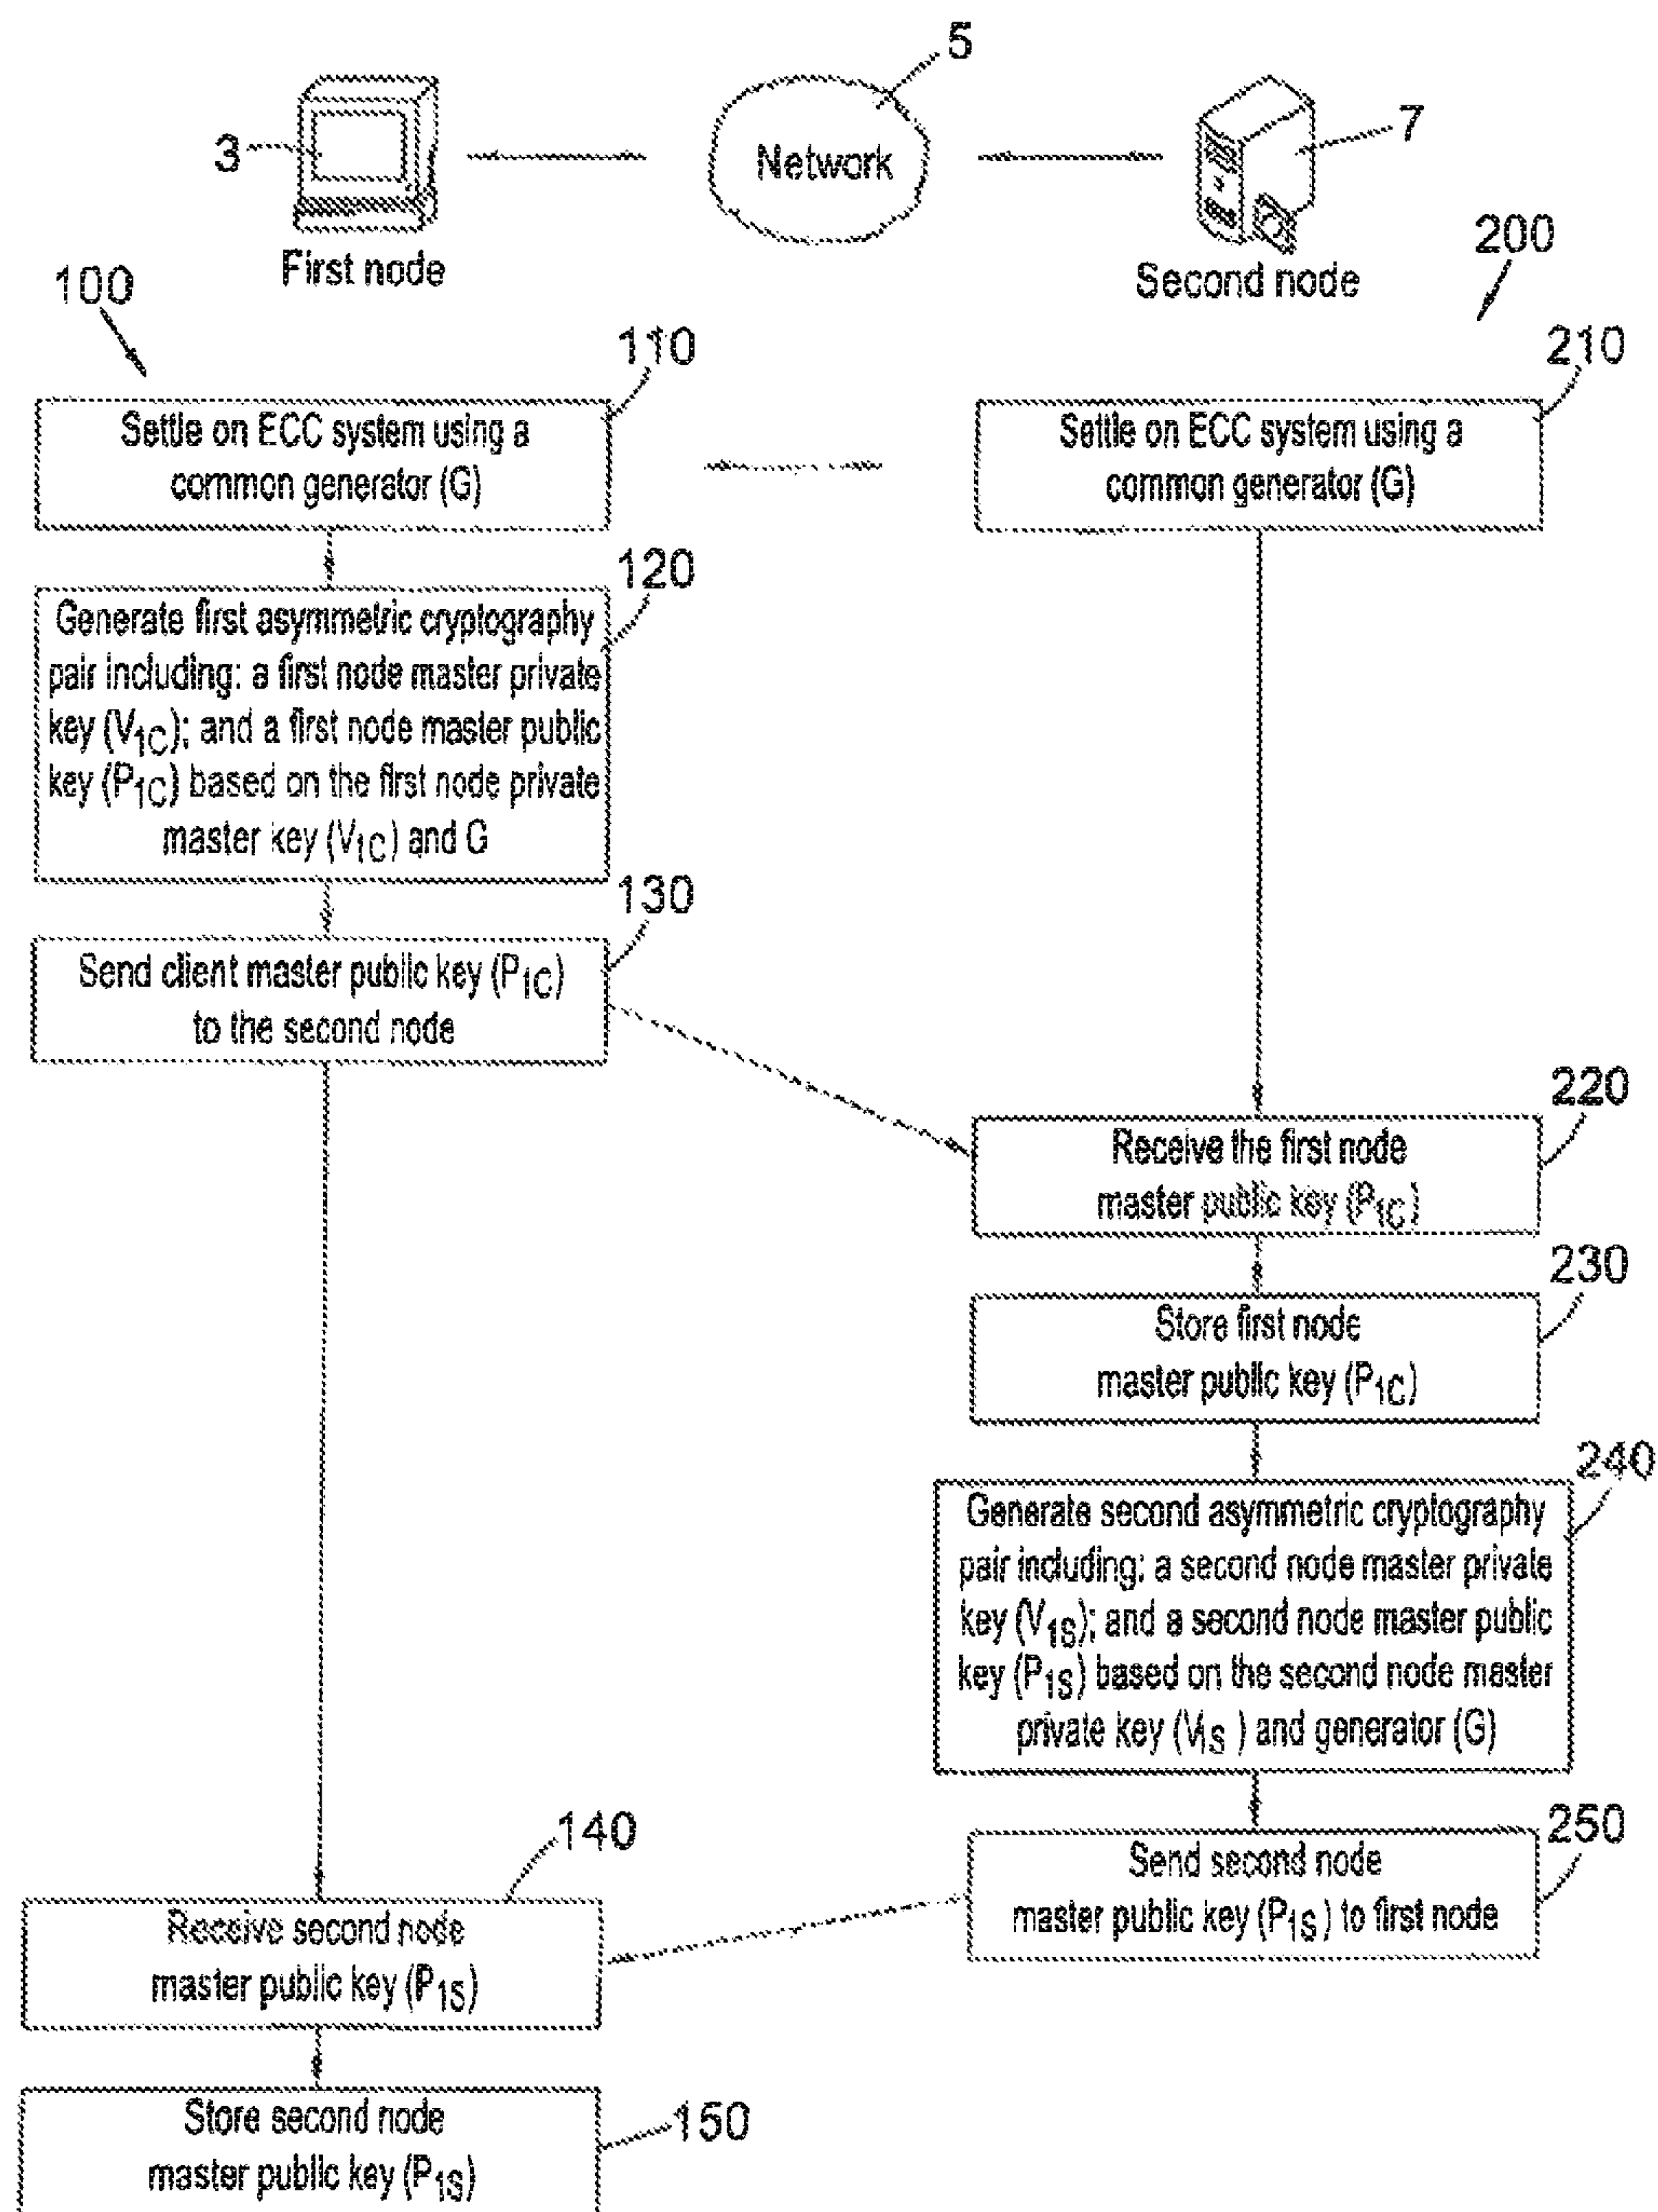 5
3
Network
7
First node
Second node
100
200
110
210
Settle on ECC system using a
common generator (G)
Settle on ECC system using a
common generator (G)
120
Generate first asymmetric cryptography
pair including: a first node master private
key (V1C); and a first node master public
key (P1C) based on the first node private
master key (V1C) and G
130
Send client master public key (P1C)
to the second node
220
Receive the first node
master public key (P1C)
230
Store first node
master public key (P1C)
240
Generate second asymmetric cryptography
pair including; a second node master private
key (V1S); and a second node master public
key (P1S) based on the second node master
private key (V1S) and generator (G)
250
Send second node
master public key (P1S) to first node
140
Receive second node
master public key (P1S)
150
Store second node
master public key (P1S)